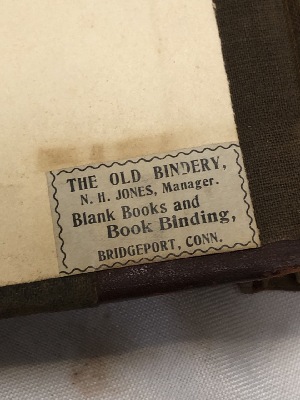 THE OLD BINDERY,
N. H. JONES, Manager.
Blank Books and
Book Binding,
BRIDGEPORT, CONN.